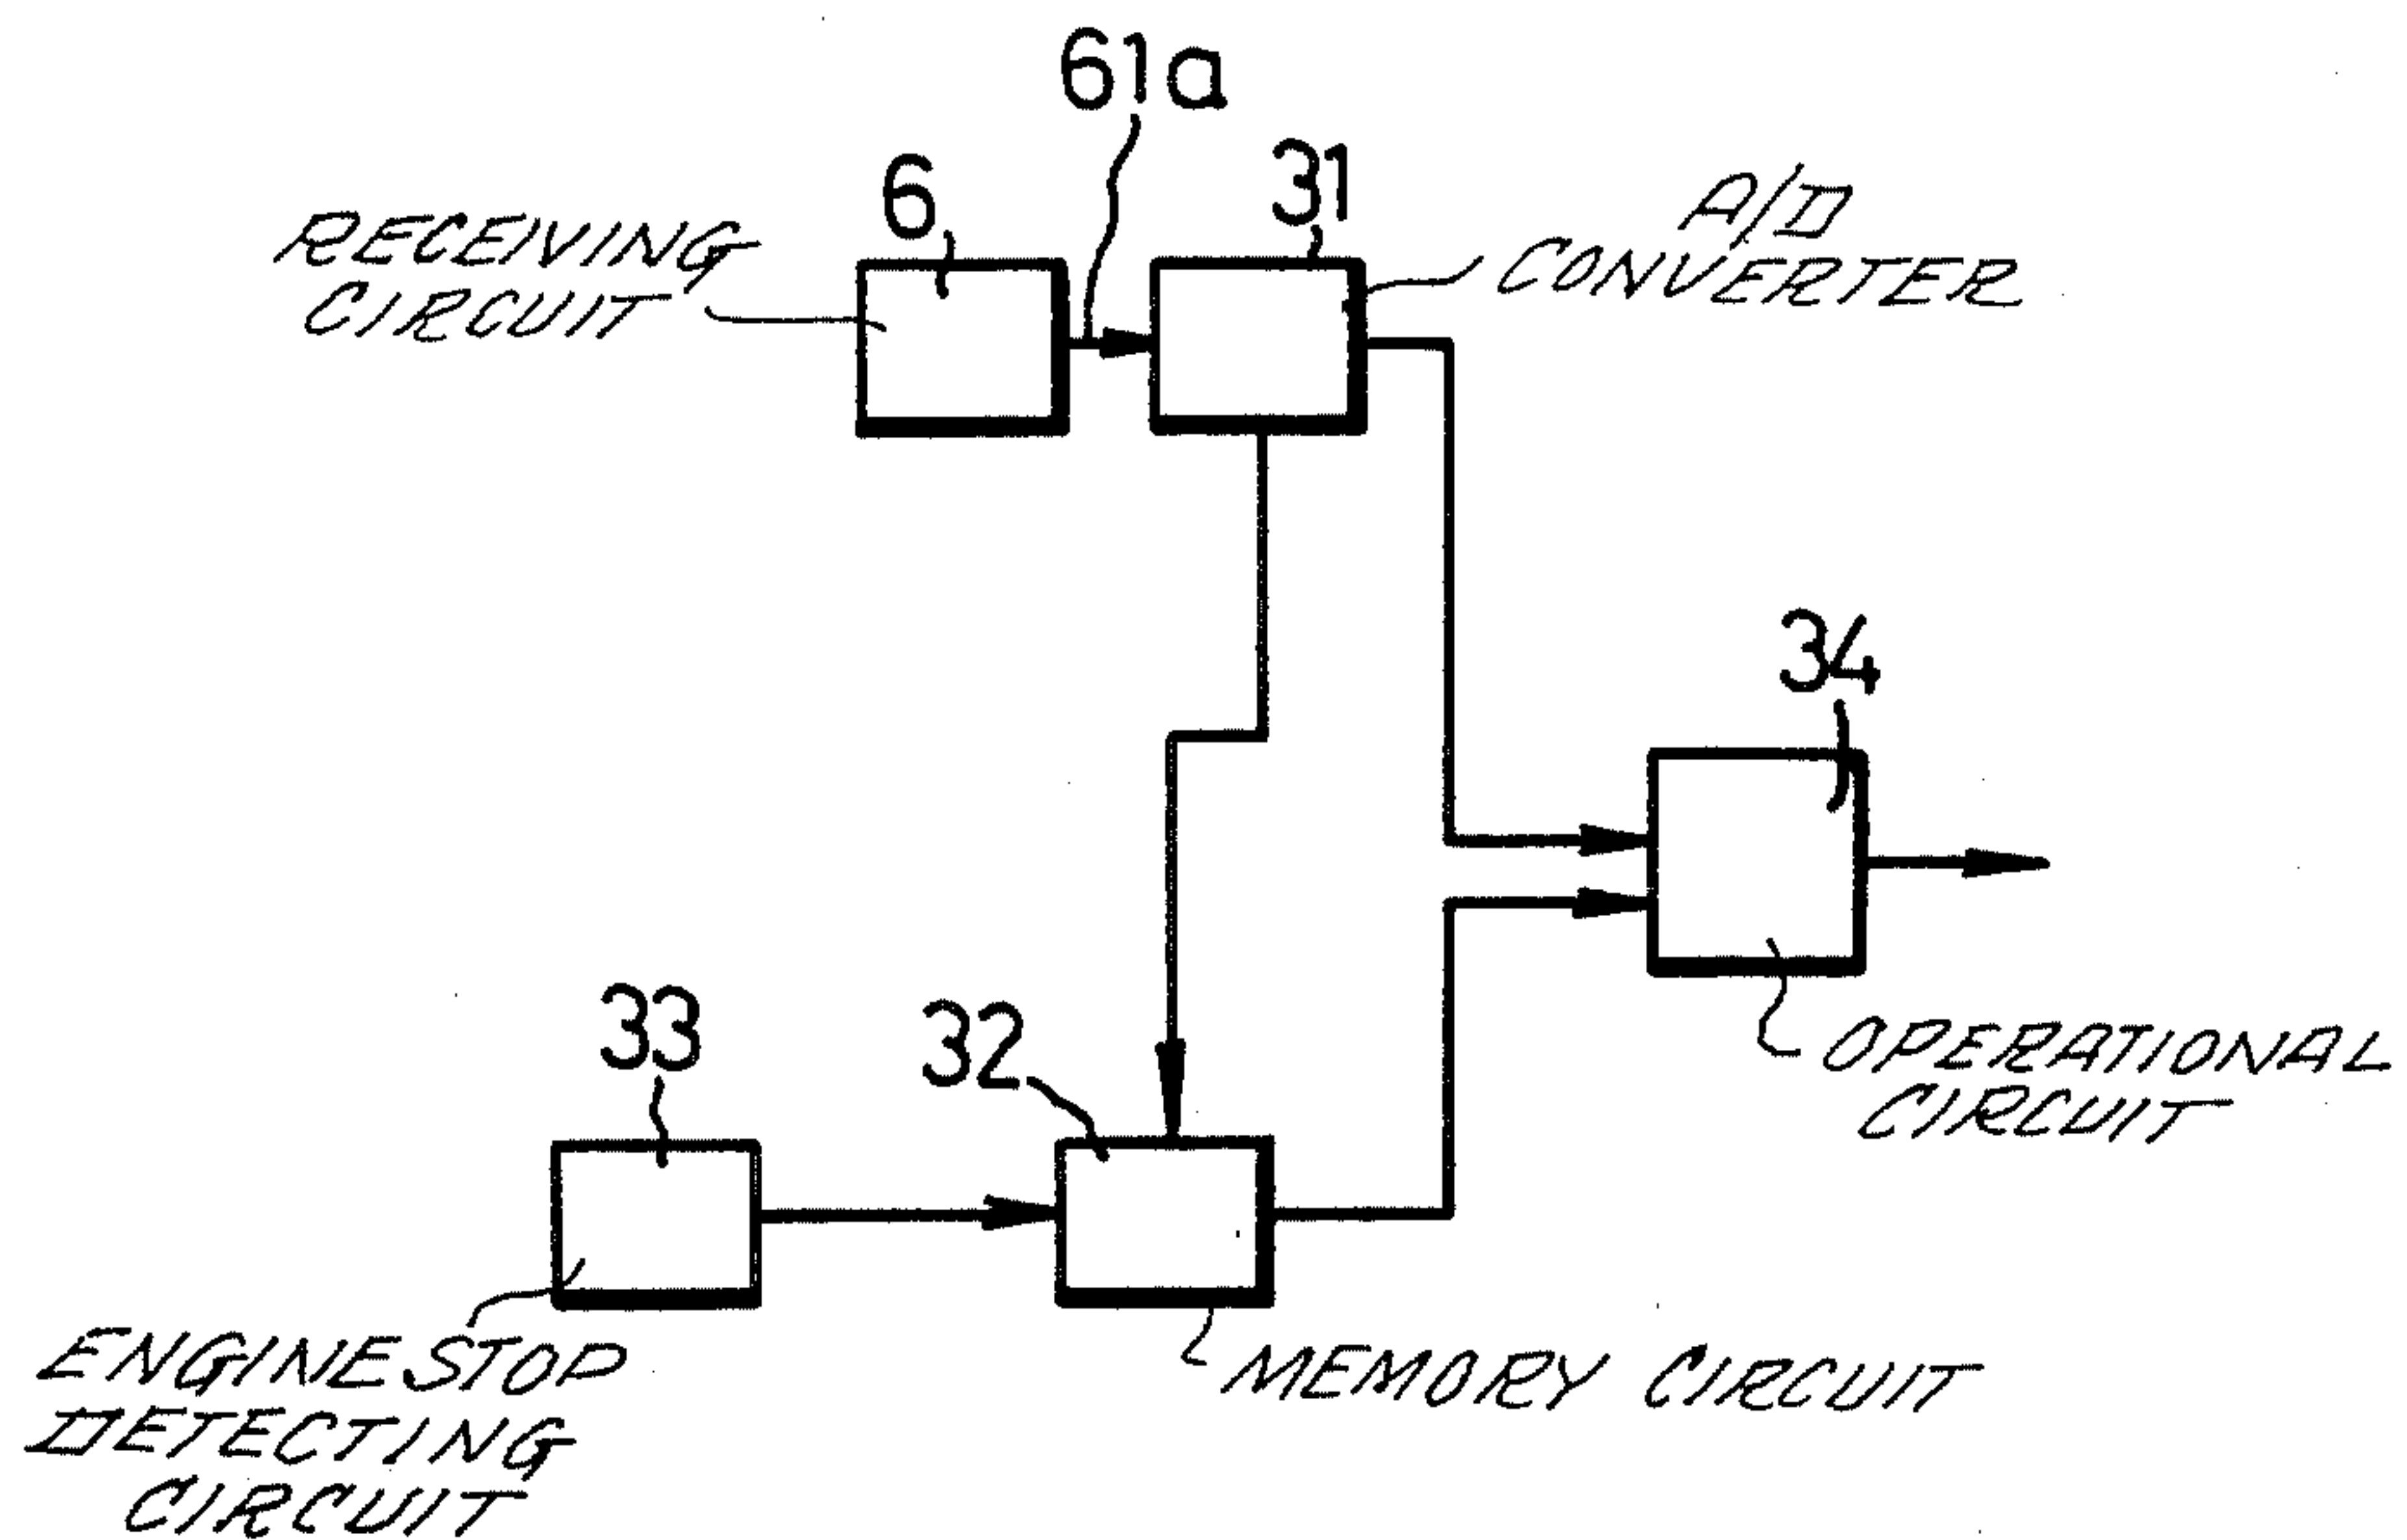 61a
6
31
RECEIVING
CIRCUIT
A/D
CONVERTER
34
33
32
OPERATIONAL
CIRCUIT
ENGINE STOP
DETECTING
CIRCUIT
MEMORY CIRCUIT